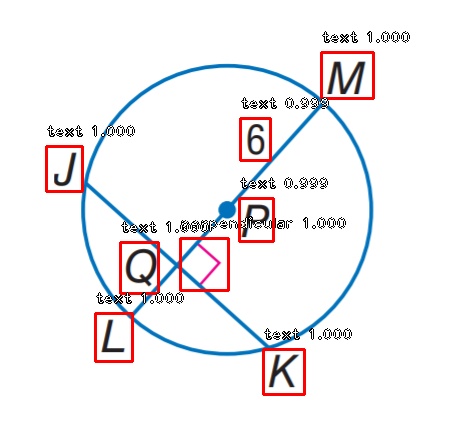 text 1.000
M
text 0.999
6
text 1.000
J
text 0.999
P
text 1.000
perpendicular 1.000
Q
text 1.000
L
text 1.000
K